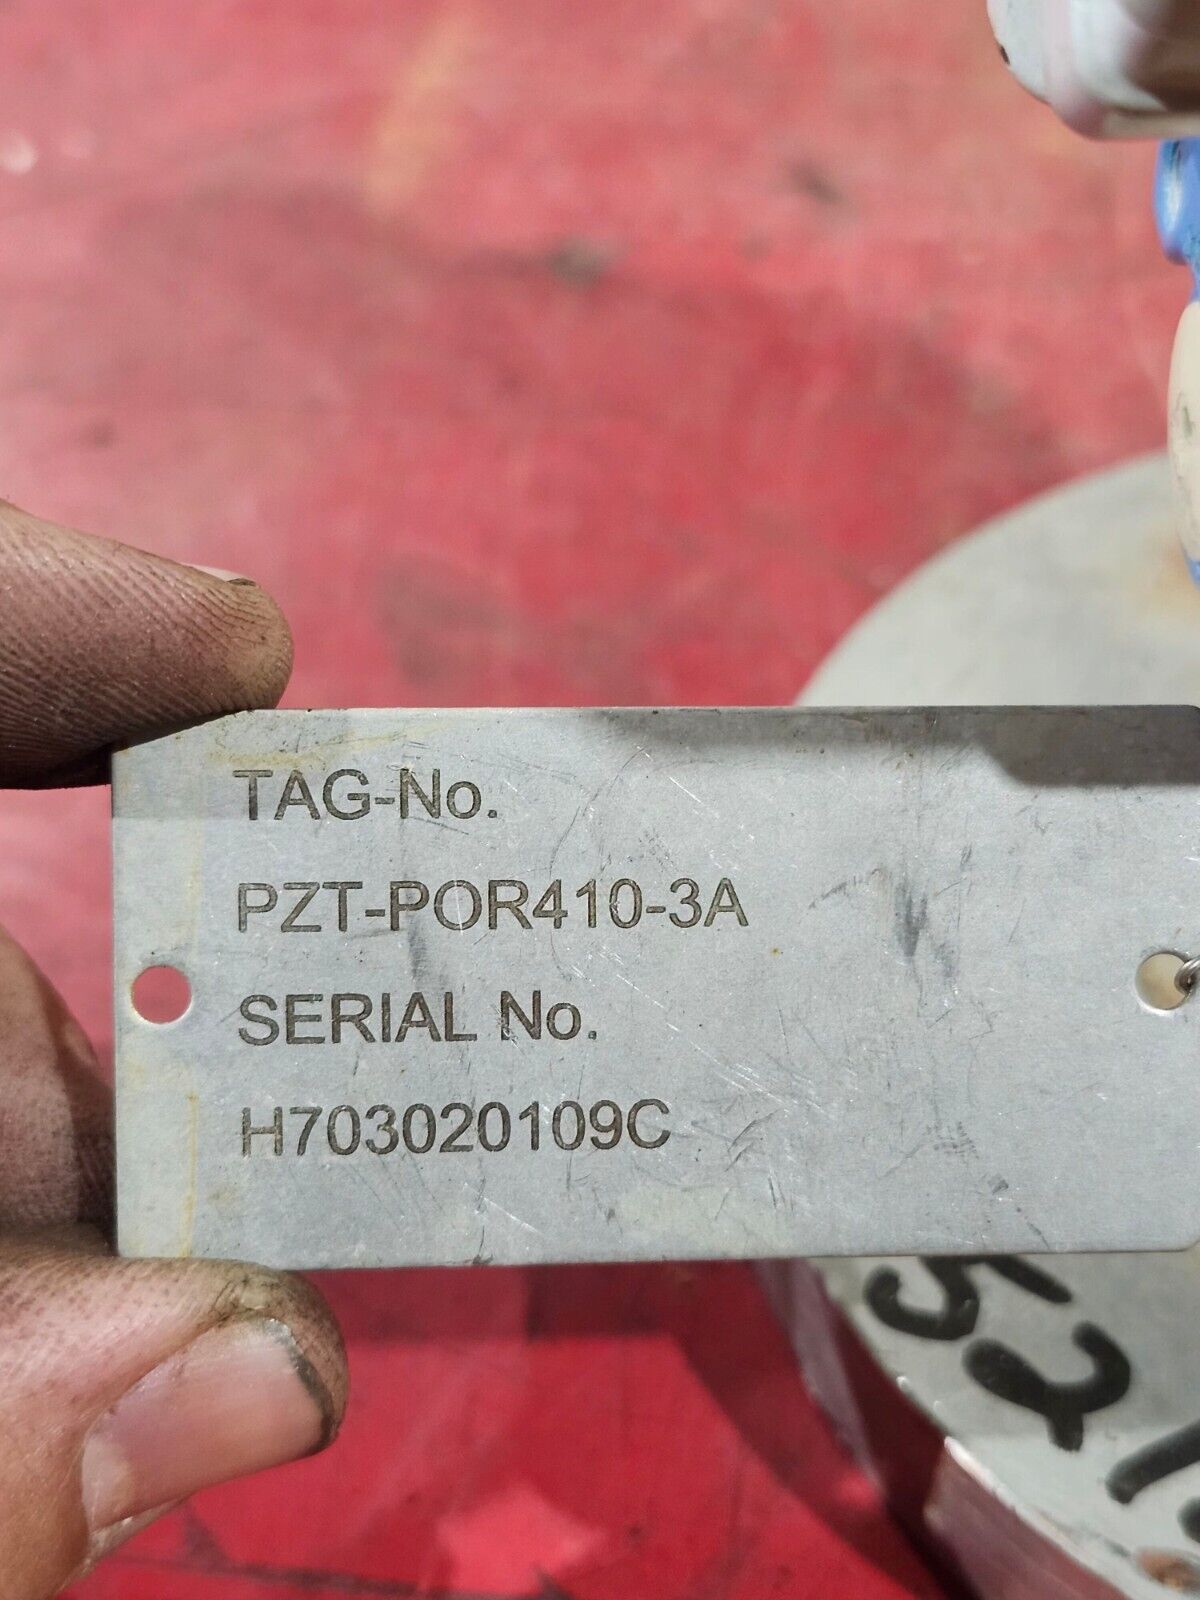 TAG-No.
PZT-POR410-3A
SERIAL No.
H703020109C